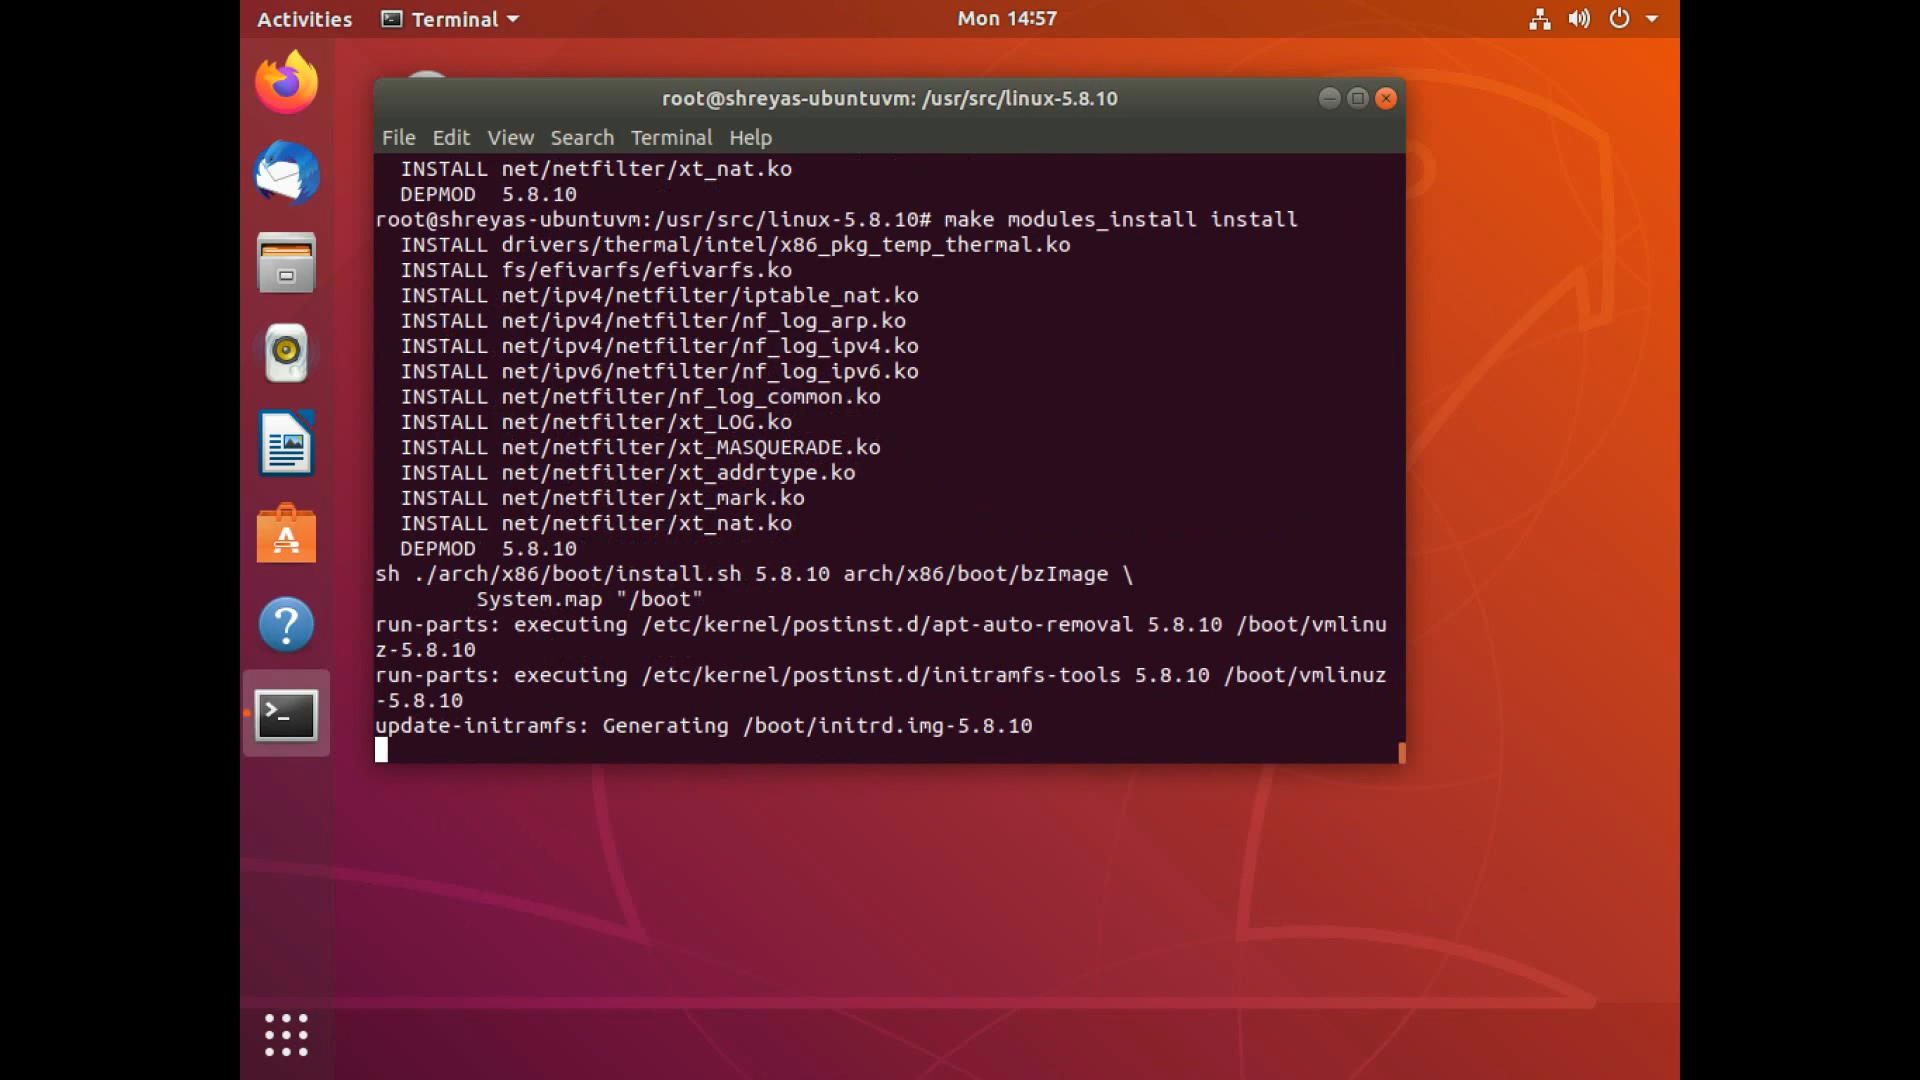 Activities Terminal Mon 14:57
root@shreyas-ubuntuvm: /usr/src/linux-5.8.10
File Edit View Search Terminal Help
INSTALL net/netfilter/xt_nat.ko
DEPMOD 5.8.10
root@shreyas-ubuntuvm:/usr/src/linux-5.8.10# make modules_install install
INSTALL drivers/thermal/intel/x86_pkg_temp_thermal.ko
INSTALL fs/efivarfs/efivarfs.ko
INSTALL net/ipv4/netfilter/iptable_nat.ko
INSTALL net/ipv4/netfilter/nf_log_arp.ko
INSTALL net/ipv4/netfilter/nf_log_ipv4.ko
INSTALL net/ipv6/netfilter/nf_log_ipv6.ko
INSTALL net/netfilter/nf_log_common.ko
INSTALL net/netfilter/xt_LOG.ko
INSTALL net/netfilter/xt_MASQUERADE.ko
INSTALL net/netfilter/xt_addrtype.ko
INSTALL net/netfilter/xt_mark.ko
INSTALL net/netfilter/xt_nat.ko
DEPMOD 5.8.10
sh ./arch/x86/boot/install.sh 5.8.10 arch/x86/boot/bzImage \
System.map "/boot"
run-parts: executing /etc/kernel/postinst.d/apt-auto-removal 5.8.10 /boot/vmlinu
z-5.8.10
run-parts: executing /etc/kernel/postinst.d/initramfs-tools 5.8.10 /boot/vmlinuz
-5.8.10
update-initramfs: Generating /boot/initrd.img-5.8.10